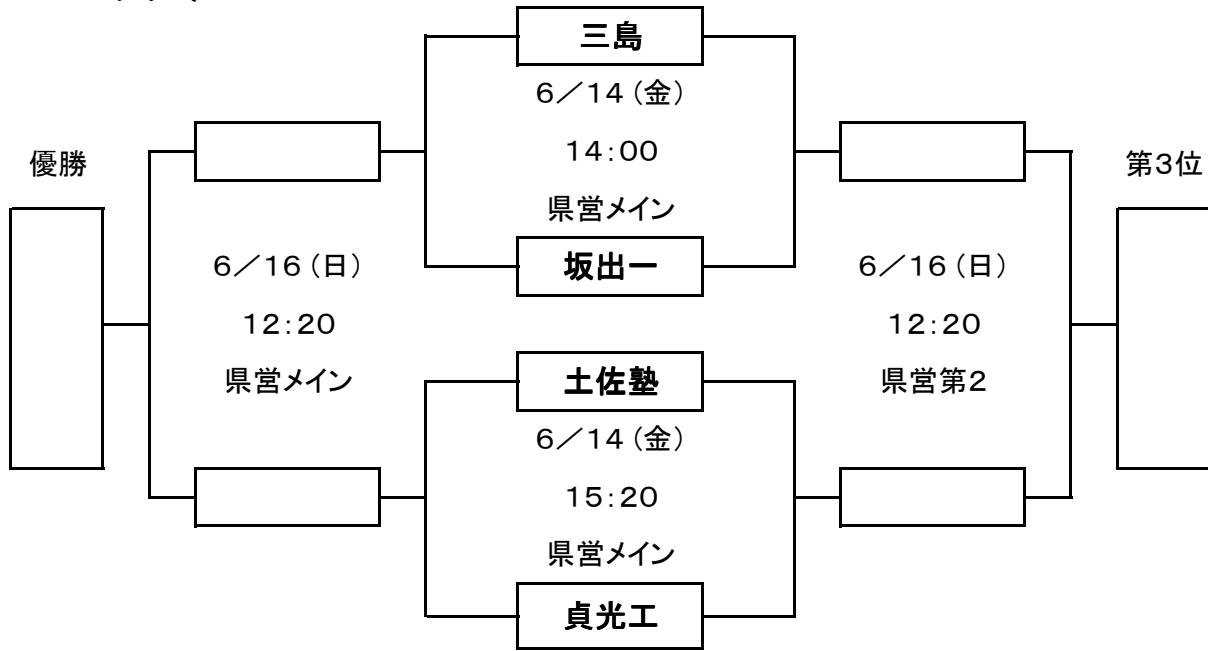 三島
6／14（金）
14：00
県営メイン
坂出一
優勝
第3位
6／16（日）
12：20
県営メイン
6／16（日）
12：20
県営第2
土佐塾
6／14（金）
15：20
県営メイン
貞光工